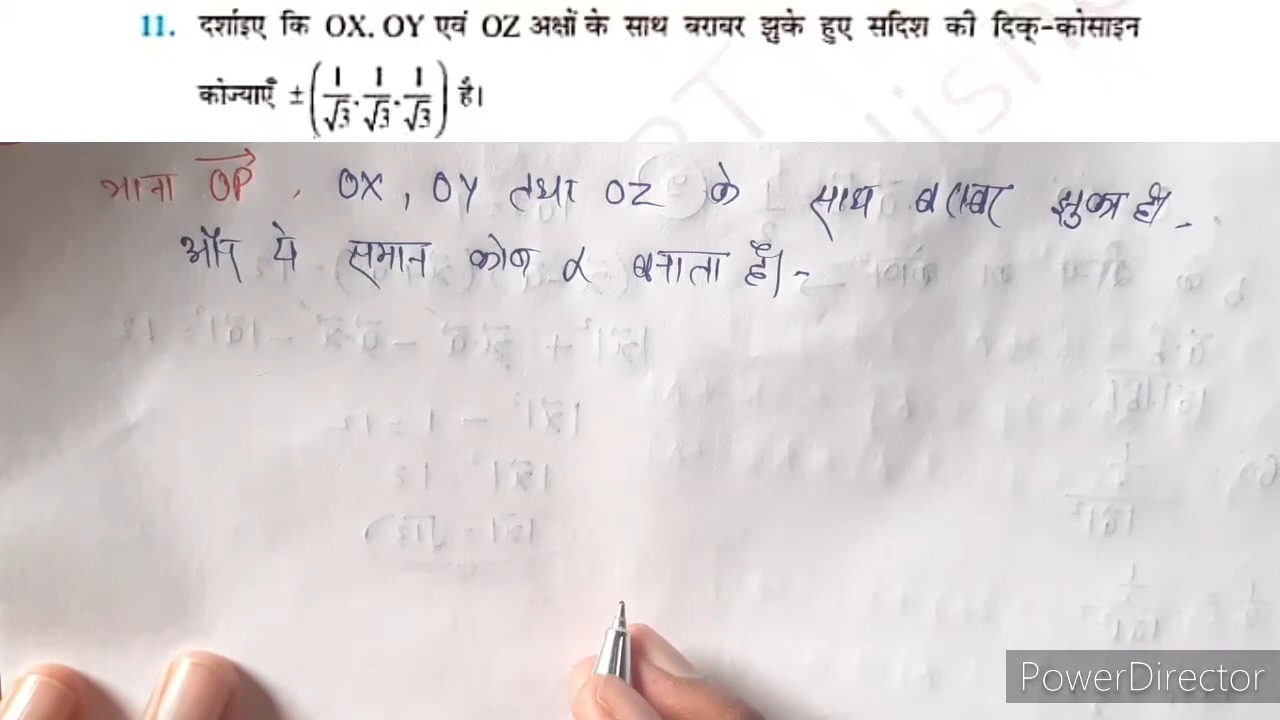 11. दर्शाइए कि OX, OY एवं OZ अक्षों के साथ बराबर झुके हुए सदिश की दिक्-कोसाइन
कोज्याएँ ±(1/√3, 1/√3, 1/√3) है।
माना OP→, OX, OY तथा OZ के साथ बराबर झुका है।
और ये समान कोण α बनाता है।
PowerDirector